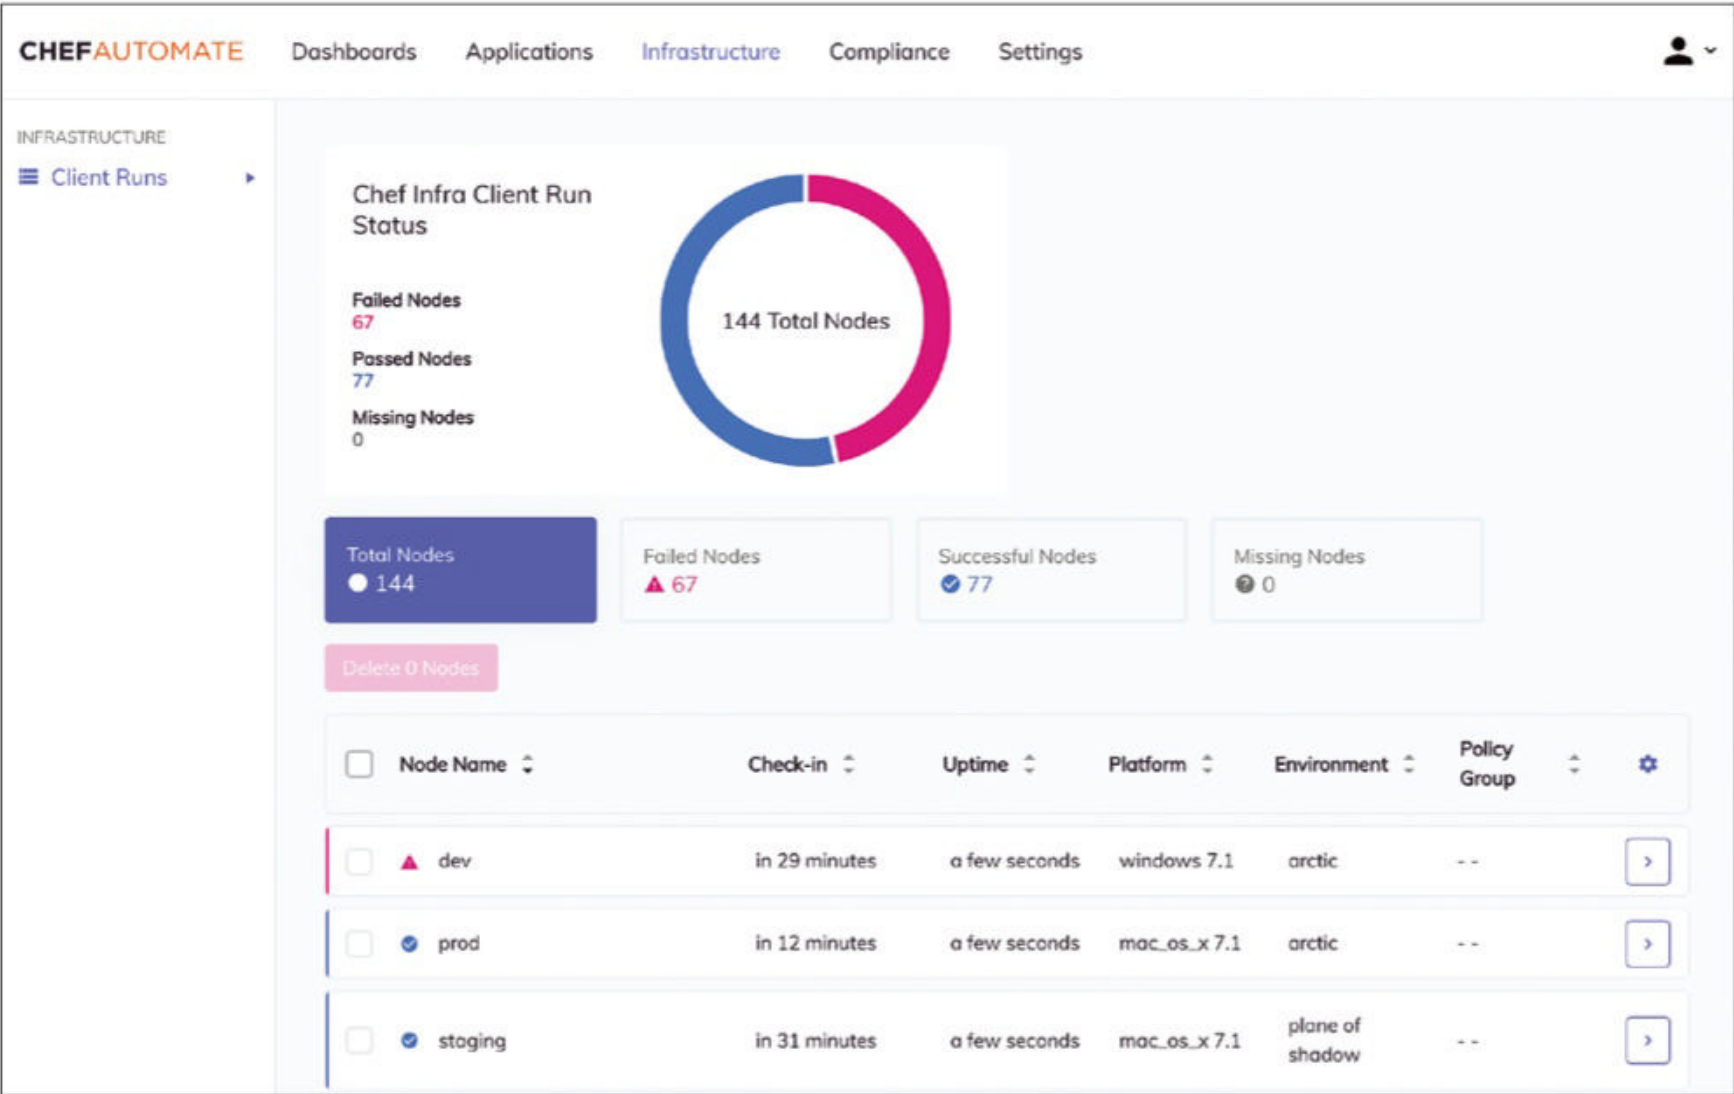 CHEFAUTOMATE Dashboards Applications Infrastructure Compliance Settings
INFRASTRUCTURE
Client Runs
Chef Infra Client Run
Status
Failed Nodes
67
Passed Nodes
77
Missing Nodes
0
144 Total Nodes
Total Nodes
144
Failed Nodes
67
Successful Nodes
77
Missing Nodes
0
Delete 0 Nodes
Node Name Check-in Uptime Platform Environment Policy
Group
dev in 29 minutes a few seconds windows 7.1 arctic - -
prod in 12 minutes a few seconds mac_os_x 7.1 arctic - -
staging in 31 minutes a few seconds mac_os_x 7.1 plane of
shadow - -